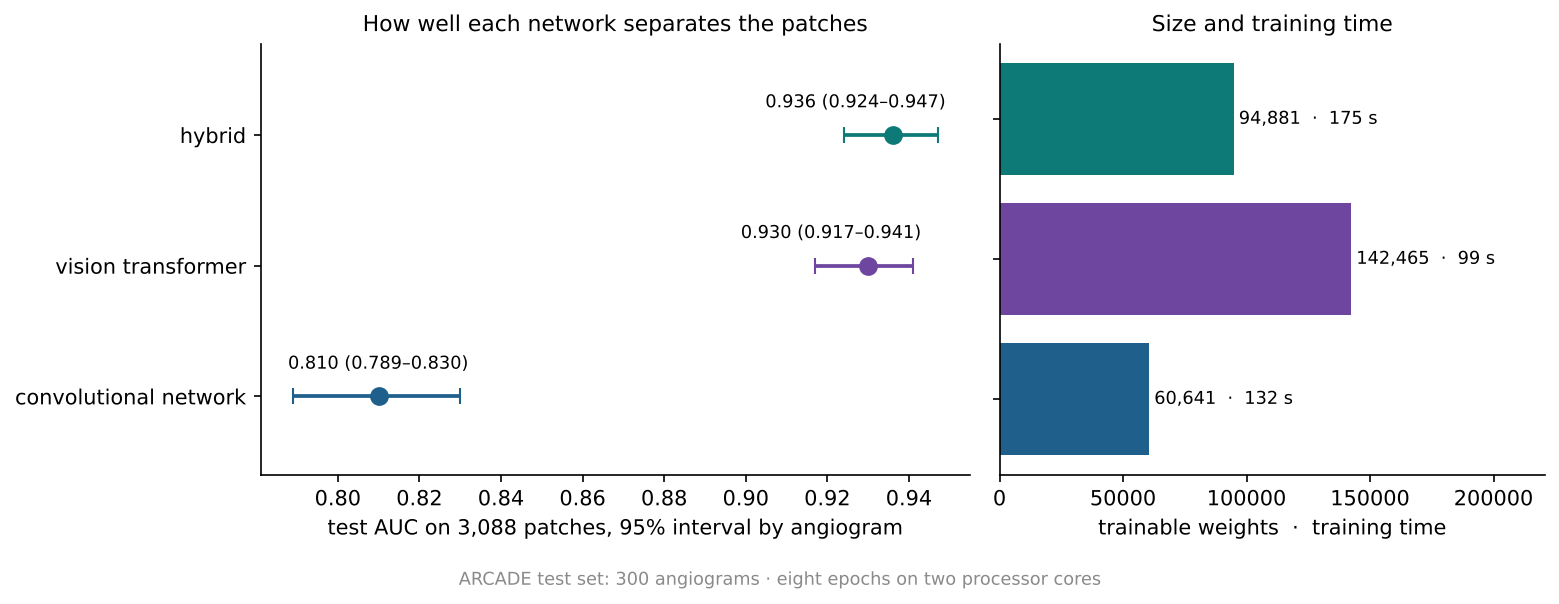 How well each network separates the patches
0.936 (0.924–0.947)
hybrid
0.930 (0.917–0.941)
vision transformer
0.810 (0.789–0.830)
convolutional network
0.80 0.82 0.84 0.86 0.88 0.90 0.92 0.94
test AUC on 3,088 patches, 95% interval by angiogram
Size and training time
94,881 · 175 s
142,465 · 99 s
60,641 · 132 s
0 50000 100000 150000 200000
trainable weights · training time
ARCADE test set: 300 angiograms · eight epochs on two processor cores